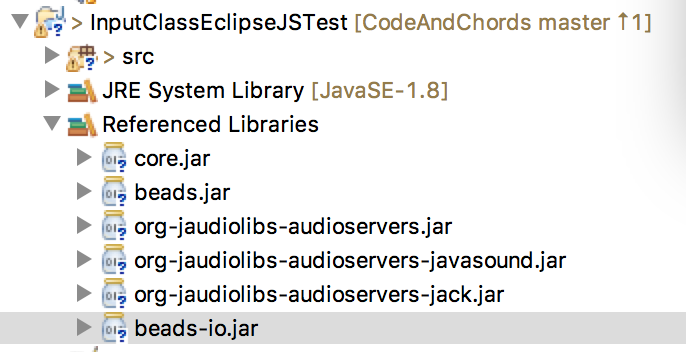 > InputClassEclipseJSTest [CodeAndChords master ↑1]
> src
JRE System Library [JavaSE-1.8]
Referenced Libraries
core.jar
beads.jar
org-jaudiolibs-audioservers.jar
org-jaudiolibs-audioservers-javasound.jar
org-jaudiolibs-audioservers-jack.jar
beads-io.jar